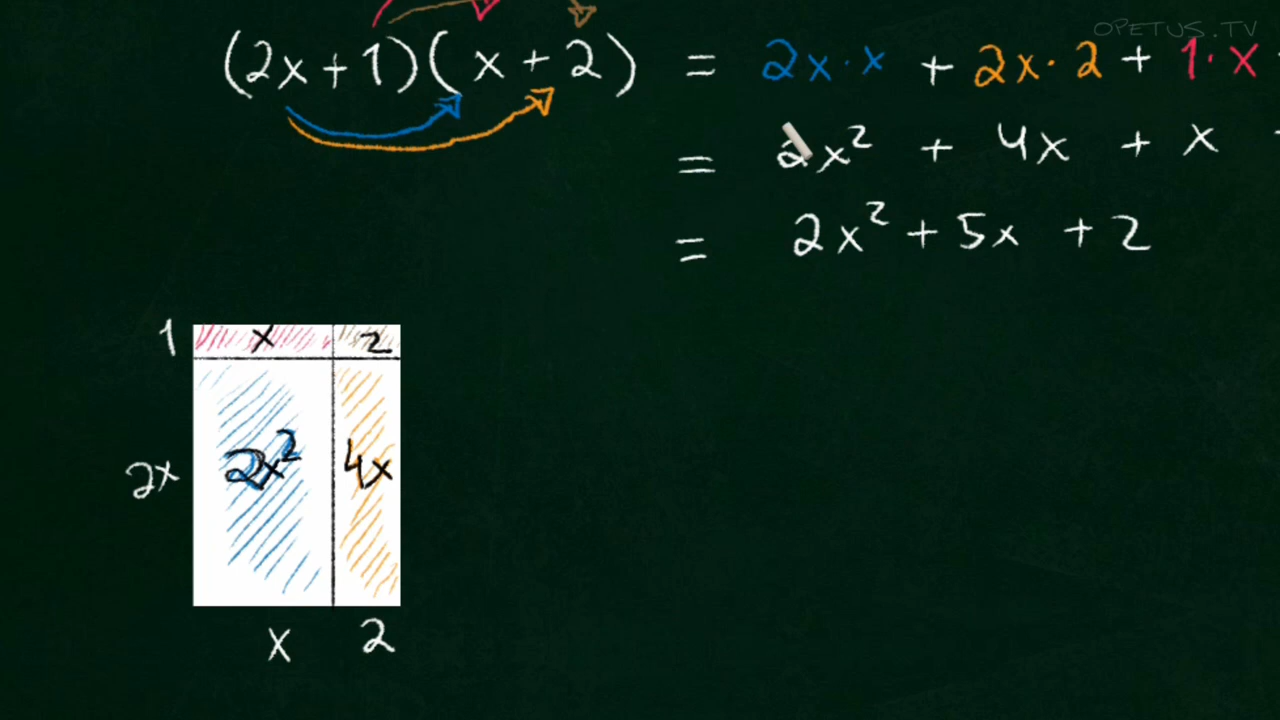 OPETUS.TV
(2x+1)(x+2) = 2x·x + 2x·2 + 1·x
= 2x² + 4x + x
= 2x² + 5x + 2
1 x 2
2x 2x² 4x
x 2